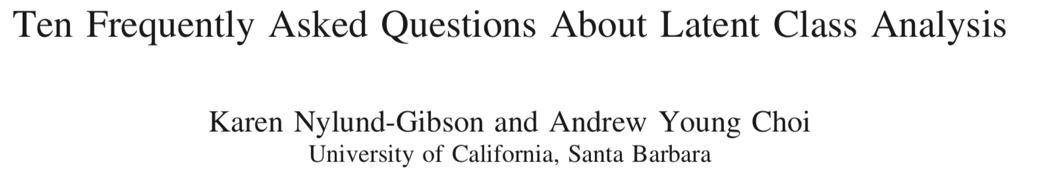 Ten Frequently Asked Questions About Latent Class Analysis
Karen Nylund-Gibson and Andrew Young Choi
University of California, Santa Barbara